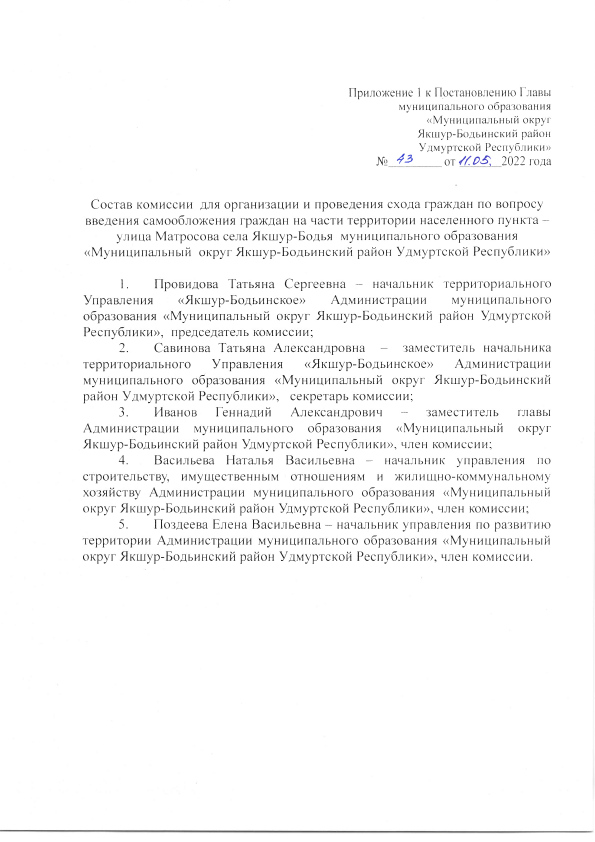 Приложение 1 к Постановлению Главы
муниципального образования
«Муниципальный округ
Якшур-Бодьинский район
Удмуртской Республики»
№ 43 от 11.05. 2022 года
Состав комиссии для организации и проведения схода граждан по вопросу
введения самообложения граждан на части территории населенного пункта –
улица Матросова села Якшур-Бодья муниципального образования
«Муниципальный округ Якшур-Бодьинский район Удмуртской Республики»
1. Провидова Татьяна Сергеевна – начальник территориального
Управления «Якшур-Бодьинское» Администрации муниципального
образования «Муниципальный округ Якшур-Бодьинский район Удмуртской
Республики», председатель комиссии;
2. Савинова Татьяна Александровна – заместитель начальника
территориального Управления «Якшур-Бодьинское» Администрации
муниципального образования «Муниципальный округ Якшур-Бодьинский
район Удмуртской Республики», секретарь комиссии;
3. Иванов Геннадий Александрович – заместитель главы
Администрации муниципального образования «Муниципальный округ
Якшур-Бодьинский район Удмуртской Республики», член комиссии;
4. Васильева Наталья Васильевна – начальник управления по
строительству, имущественным отношениям и жилищно-коммунальному
хозяйству Администрации муниципального образования «Муниципальный
округ Якшур-Бодьинский район Удмуртской Республики», член комиссии;
5. Поздеева Елена Васильевна – начальник управления по развитию
территории Администрации муниципального образования «Муниципальный
округ Якшур-Бодьинский район Удмуртской Республики», член комиссии.